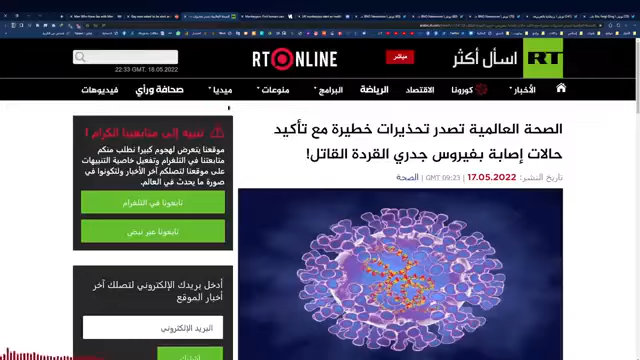 RT ONLINE
مباشر
اسأل أكثر
RT
22:33 GMT, 18.05.2022
الأخبار
كورونا
الاقتصاد
الرياضة
البرامج
منوعات
ميديا
صحافة ورأي
فيديوهات
الصحة العالمية تصدر تحذيرات خطيرة مع تأكيد
حالات إصابة بفيروس جدري القردة القاتل!
تاريخ النشر: 17.05.2022 | 09:23 GMT | الصحة
تنبيه إلى متابعينا الكرام !
موقعنا يتعرض لهجوم كبير! نطلب منكم
متابعتنا في التلغرام وتفعيل خاصية التنبيهات
على موقعنا لتصلكم آخر الأخبار ولتكونوا في
صورة ما يحدث في العالم.
تابعونا في التلغرام
تابعونا عبر نبض
أدخل بريدك الإلكتروني لتصلك آخر
أخبار الموقع
البريد الإلكتروني